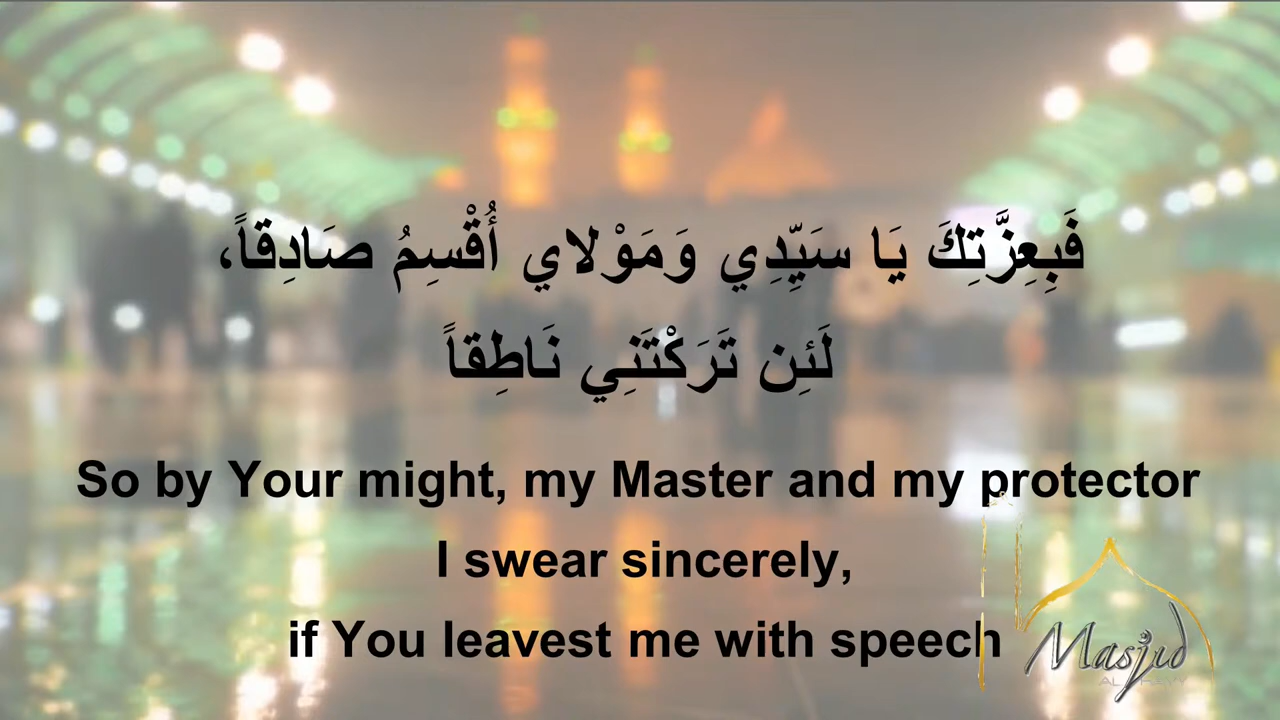 فَبِعِزَّتِكَ يَا سَيِّدِي وَمَوْلاي أُقْسِمُ صَادِقاً،
لَئِن تَرَكْتَنِي نَاطِقاً
So by Your might, my Master and my protector
I swear sincerely,
if You leavest me with speech
Masjid